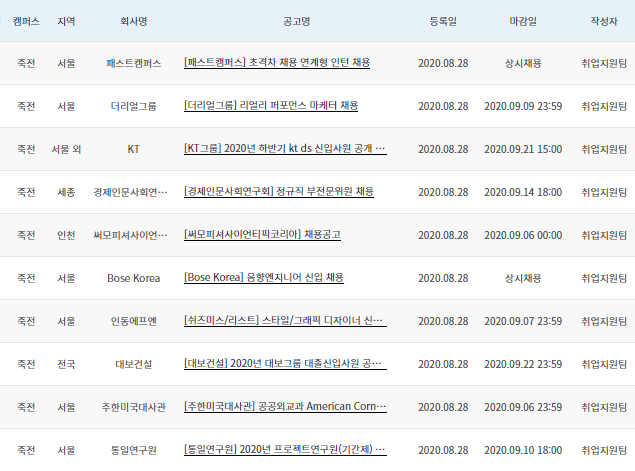 캠퍼스 지역 회사명 공고명 등록일 마감일 작성자
죽전 서울 패스트캠퍼스 [패스트캠퍼스] 초격차 채용 연계형 인턴 채용 2020.08.28 상시채용 취업지원팀
죽전 서울 더리얼그룹 [더리얼그룹] 리얼리 퍼포먼스 마케터 채용 2020.08.28 2020.09.09 23:59 취업지원팀
죽전 서울 외 KT [KT그룹] 2020년 하반기 kt ds 신입사원 공개 ··· 2020.08.28 2020.09.21 15:00 취업지원팀
죽전 세종 경제인문사회연··· [경제인문사회연구회] 정규직 부전문위원 채용 2020.08.28 2020.09.14 18:00 취업지원팀
죽전 인천 써모피셔사이언··· [써모피셔사이언티픽코리아] 채용공고 2020.08.28 2020.09.06 00:00 취업지원팀
죽전 서울 Bose Korea [Bose Korea] 음향엔지니어 신입 채용 2020.08.28 상시채용 취업지원팀
죽전 서울 인동에프엔 [쉬즈미스/리스트] 스타일/그래픽 디자이너 신··· 2020.08.28 2020.09.07 23:59 취업지원팀
죽전 전국 대보건설 [대보건설] 2020년 대보그룹 대졸신입사원 공··· 2020.08.28 2020.09.22 23:59 취업지원팀
죽전 서울 주한미국대사관 [주한미국대사관] 공공외교과 American Corn··· 2020.08.28 2020.09.06 23:59 취업지원팀
죽전 서울 통일연구원 [통일연구원] 2020년 프로젝트연구원(기간제) ··· 2020.08.28 2020.09.10 18:00 취업지원팀